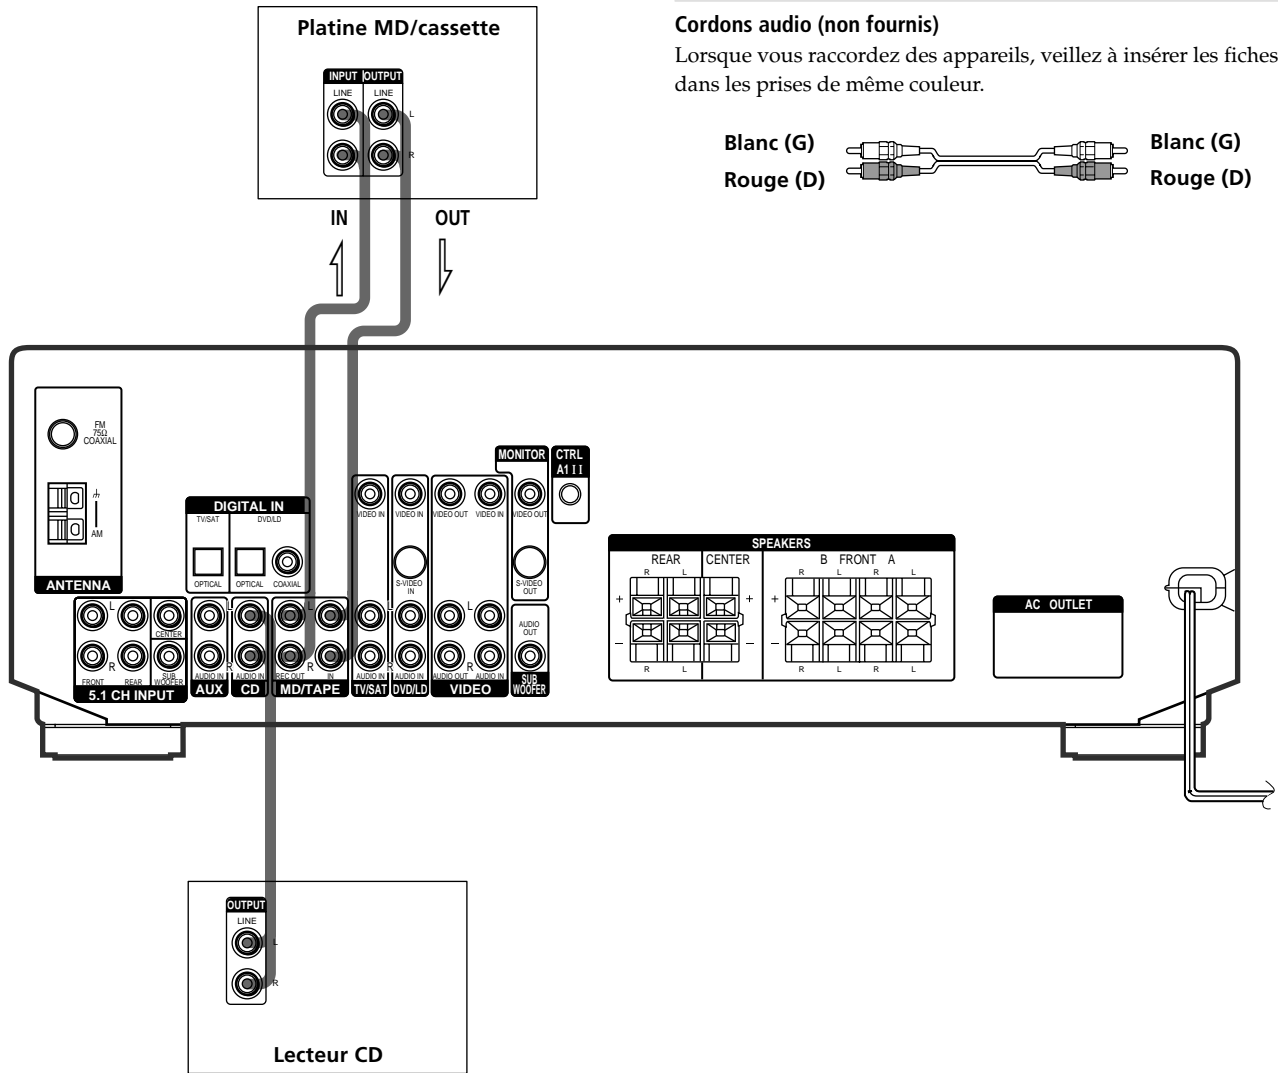 Platine MD/cassette
INPUT OUTPUT
LINE LINE
L
R
IN OUT
Cordons audio (non fournis)
Lorsque vous raccordez des appareils, veillez à insérer les fiches
dans les prises de même couleur.
Blanc (G) Blanc (G)
Rouge (D) Rouge (D)
FM
75Ω
COAXIAL
AM
ANTENNA
DIGITAL IN
TV/SAT DVD/LD
OPTICAL OPTICAL COAXIAL
MONITOR
CTRL
A1 II
VIDEO IN VIDEO IN VIDEO OUT VIDEO IN VIDEO OUT
S-VIDEO
IN
S-VIDEO
OUT
L L L L L
CENTER
AUDIO
OUT
R R R R R
FRONT REAR SUB
WOOFER
AUDIO IN AUDIO IN REC OUT IN AUDIO IN AUDIO IN AUDIO OUT AUDIO IN
5.1 CH INPUT AUX CD MD/TAPE TV/SAT DVD/LD VIDEO SUB
WOOFER
SPEAKERS
REAR CENTER B FRONT A
R L R L R L
+ + +
– – –
R L R L R L
AC OUTLET
OUTPUT
LINE
L
R
Lecteur CD